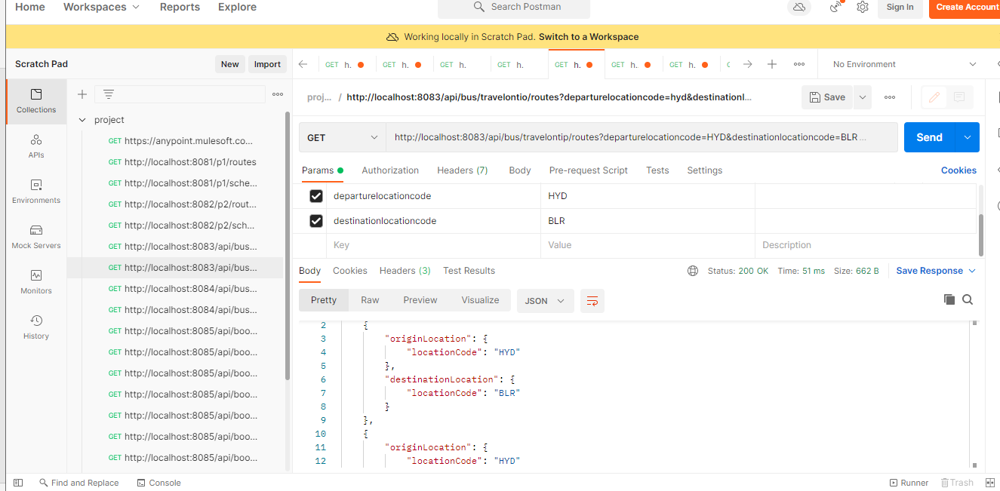 Home Workspaces Reports Explore Search Postman Sign In Create Account
Working locally in Scratch Pad. Switch to a Workspace
Scratch Pad New Import
GET h. GET h. GET h. GET h. GET h. GET h. GET h. No Environment
proj... / http://localhost:8083/api/bus/travelontio/routes?departurelocationcode=hyd&destinationl... Save
Collections
APIs
Environments
Mock Servers
Monitors
History
project
GET https://anypoint.mulesoft.co...
GET http://localhost:8081/p1/routes
GET http://localhost:8081/p1/sche...
GET http://localhost:8082/p2/rout...
GET http://localhost:8082/p2/sch...
GET http://localhost:8083/api/bus...
GET http://localhost:8083/api/bus...
GET http://localhost:8084/api/bus...
GET http://localhost:8084/api/bus...
GET http://localhost:8085/api/boo...
GET http://localhost:8085/api/boo...
GET http://localhost:8085/api/boo...
GET http://localhost:8085/api/boo...
GET http://localhost:8085/api/boo...
GET http://localhost:8085/api/boo...
GET http://localhost:8085/api/boo...
GET http://localhost:8083/api/bus/travelontip/routes?departurelocationcode=HYD&destinationlocationcode=BLR ... Send
Params Authorization Headers (7) Body Pre-request Script Tests Settings Cookies
departurelocationcode HYD
destinationlocationcode BLR
Key Value Description
Body Cookies Headers (3) Test Results Status: 200 OK Time: 51 ms Size: 662 B Save Response
Pretty Raw Preview Visualize JSON
2 {
3 "originLocation": {
4 "locationCode": "HYD"
5 },
6 "destinationLocation": {
7 "locationCode": "BLR"
8 }
9 },
10 {
11 "originLocation": {
12 "locationCode": "HYD"
Find and Replace Console Runner Trash